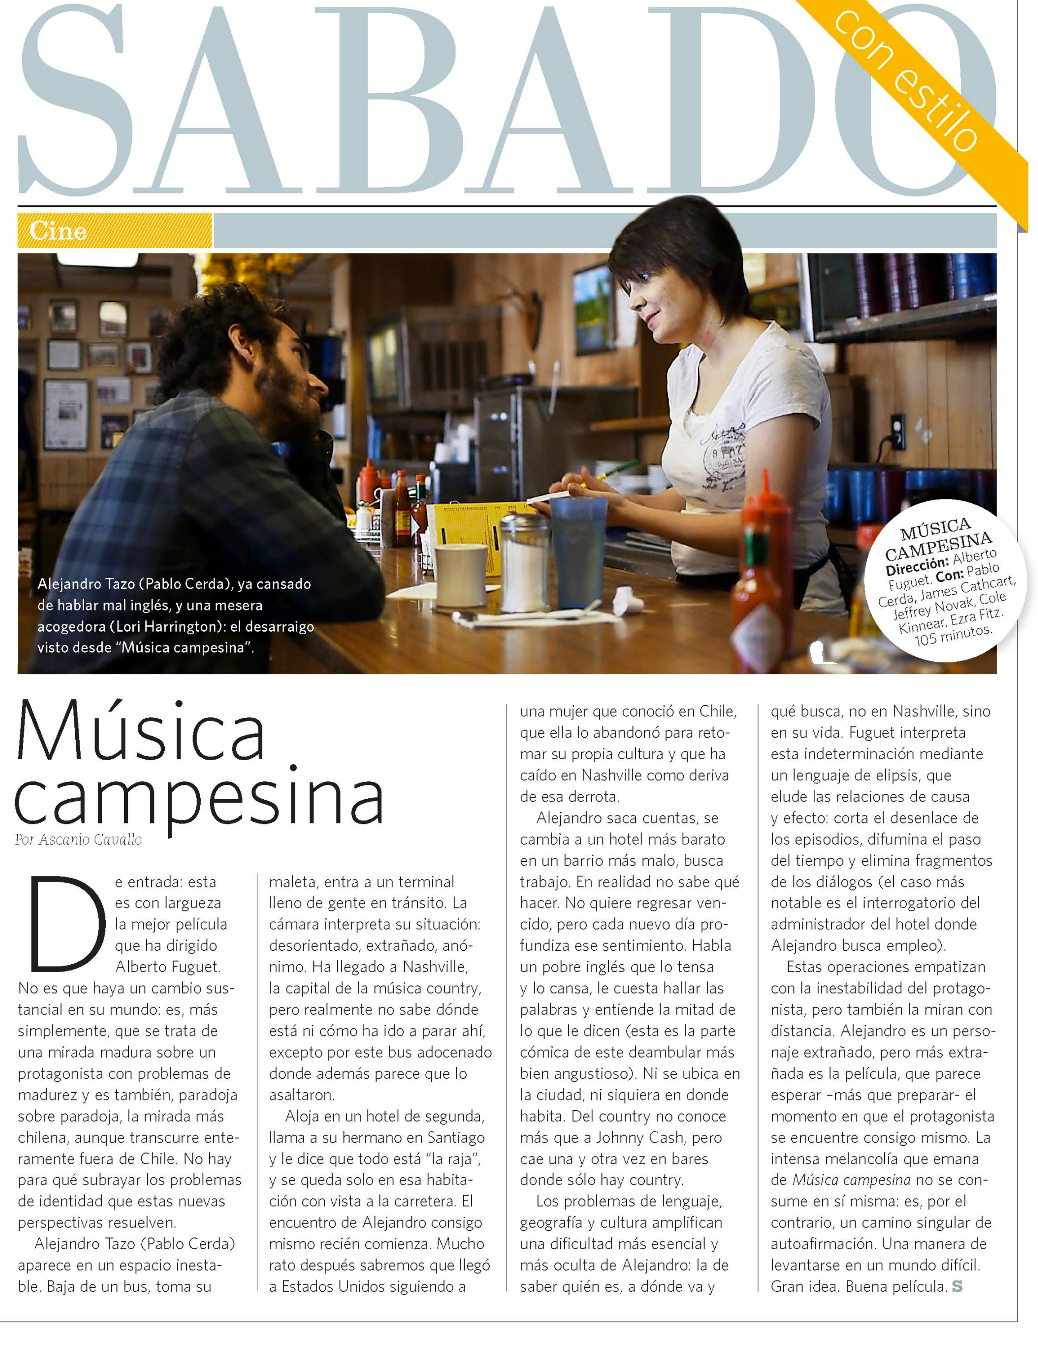 SABADO
con estilo
Cine
Alejandro Tazo (Pablo Cerda), ya cansado
de hablar mal inglés, y una mesera
acogedora (Lori Harrington): el desarraigo
visto desde “Música campesina”.
MÚSICA
CAMPESINA
Dirección: Alberto
Fuguet. Con: Pablo
Cerda, James Cathcart,
Jeffrey Novak, Cole
Kinnear, Ezra Fitz.
105 minutos.
Música
campesina
Por Ascanio Cavallo
De entrada: esta
es con largueza
la mejor película
que ha dirigido
Alberto Fuguet.
No es que haya un cambio sus-
tancial en su mundo: es, más
simplemente, que se trata de
una mirada madura sobre un
protagonista con problemas de
madurez y es también, paradoja
sobre paradoja, la mirada más
chilena, aunque transcurre ente-
ramente fuera de Chile. No hay
para qué subrayar los problemas
de identidad que estas nuevas
perspectivas resuelven.
Alejandro Tazo (Pablo Cerda)
aparece en un espacio inesta-
ble. Baja de un bus, toma su
maleta, entra a un terminal
lleno de gente en tránsito. La
cámara interpreta su situación:
desorientado, extrañado, anó-
nimo. Ha llegado a Nashville,
la capital de la música country,
pero realmente no sabe dónde
está ni cómo ha ido a parar ahí,
excepto por este bus adocenado
donde además parece que lo
asaltaron.
Aloja en un hotel de segunda,
llama a su hermano en Santiago
y le dice que todo está “la raja”,
y se queda solo en esa habita-
ción con vista a la carretera. El
encuentro de Alejandro consigo
mismo recién comienza. Mucho
rato después sabremos que llegó
a Estados Unidos siguiendo a
una mujer que conoció en Chile,
que ella lo abandonó para reto-
mar su propia cultura y que ha
caído en Nashville como deriva
de esa derrota.
Alejandro saca cuentas, se
cambia a un hotel más barato
en un barrio más malo, busca
trabajo. En realidad no sabe qué
hacer. No quiere regresar ven-
cido, pero cada nuevo día pro-
fundiza ese sentimiento. Habla
un pobre inglés que lo tensa
y lo cansa, le cuesta hallar las
palabras y entiende la mitad de
lo que le dicen (esta es la parte
cómica de este deambular más
bien angustioso). Ni se ubica en
la ciudad, ni siquiera en donde
habita. Del country no conoce
más que a Johnny Cash, pero
cae una y otra vez en bares
donde sólo hay country.
Los problemas de lenguaje,
geografía y cultura amplifican
una dificultad más esencial y
más oculta de Alejandro: la de
saber quién es, a dónde va y
qué busca, no en Nashville, sino
en su vida. Fuguet interpreta
esta indeterminación mediante
un lenguaje de elipsis, que
elude las relaciones de causa
y efecto: corta el desenlace de
los episodios, difumina el paso
del tiempo y elimina fragmentos
de los diálogos (el caso más
notable es el interrogatorio del
administrador del hotel donde
Alejandro busca empleo).
Estas operaciones empatizan
con la inestabilidad del protago-
nista, pero también la miran con
distancia. Alejandro es un perso-
naje extrañado, pero más extra-
ñada es la película, que parece
esperar –más que preparar- el
momento en que el protagonista
se encuentre consigo mismo. La
intensa melancolía que emana
de Música campesina no se con-
sume en sí misma: es, por el
contrario, un camino singular de
autoafirmación. Una manera de
levantarse en un mundo difícil.
Gran idea. Buena película. S